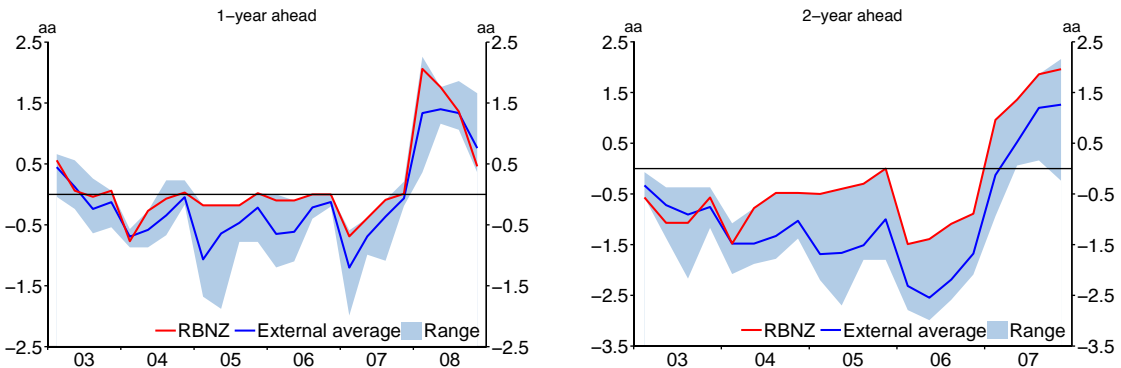 1−year ahead
aa aa
2.5 2.5
1.5 1.5
0.5 0.5
−0.5 −0.5
−1.5 −1.5
−2.5 −2.5
RBNZ External average Range
03 04 05 06 07 08
2−year ahead
aa aa
2.5 2.5
1.5 1.5
0.5 0.5
−0.5 −0.5
−1.5 −1.5
−2.5 −2.5
−3.5 −3.5
RBNZ External average Range
03 04 05 06 07